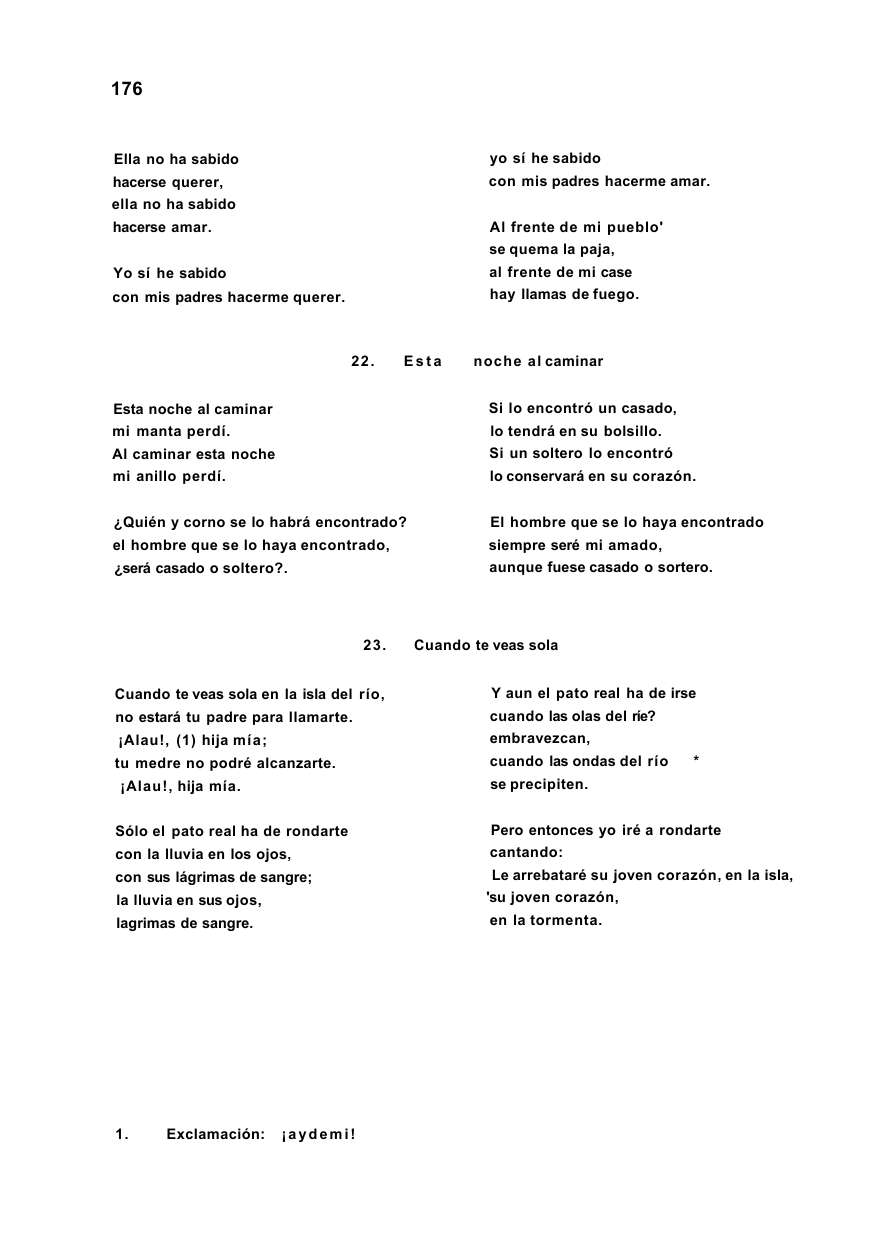 176
Ella no ha sabido
hacerse querer,
ella no ha sabido
hacerse amar.
Yo sí he sabido
con mis padres hacerme querer.
yo sí he sabido
con mis padres hacerme amar.
Al frente de mi pueblo'
se quema la paja,
al frente de mi case
hay llamas de fuego.
22. Esta noche al caminar
Esta noche al caminar
mi manta perdí.
Al caminar esta noche
mi anillo perdí.
¿Quién y corno se lo habrá encontrado?
el hombre que se lo haya encontrado,
¿será casado o soltero?.
Si lo encontró un casado,
lo tendrá en su bolsillo.
Si un soltero lo encontró
lo conservará en su corazón.
El hombre que se lo haya encontrado
siempre seré mi amado,
aunque fuese casado o sortero.
23. Cuando te veas sola
Cuando te veas sola en la isla del río,
no estará tu padre para llamarte.
¡Alau!, (1) hija mía;
tu medre no podré alcanzarte.
¡Alau!, hija mía.
Sólo el pato real ha de rondarte
con la lluvia en los ojos,
con sus lágrimas de sangre;
la lluvia en sus ojos,
lagrimas de sangre.
Y aun el pato real ha de irse
cuando las olas del ríe?
embravezcan,
cuando las ondas del río *
se precipiten.
Pero entonces yo iré a rondarte
cantando:
Le arrebataré su joven corazón, en la isla,
'su joven corazón,
en la tormenta.
1. Exclamación: ¡aydemi!